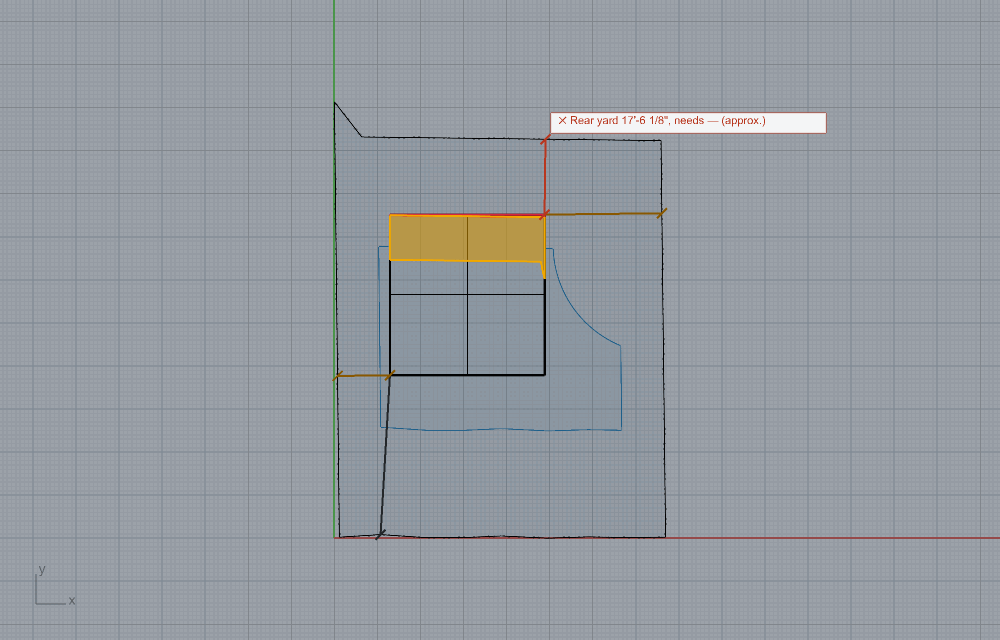 ✕ Rear yard 17'-6 1/8", needs — (approx.)
y
x